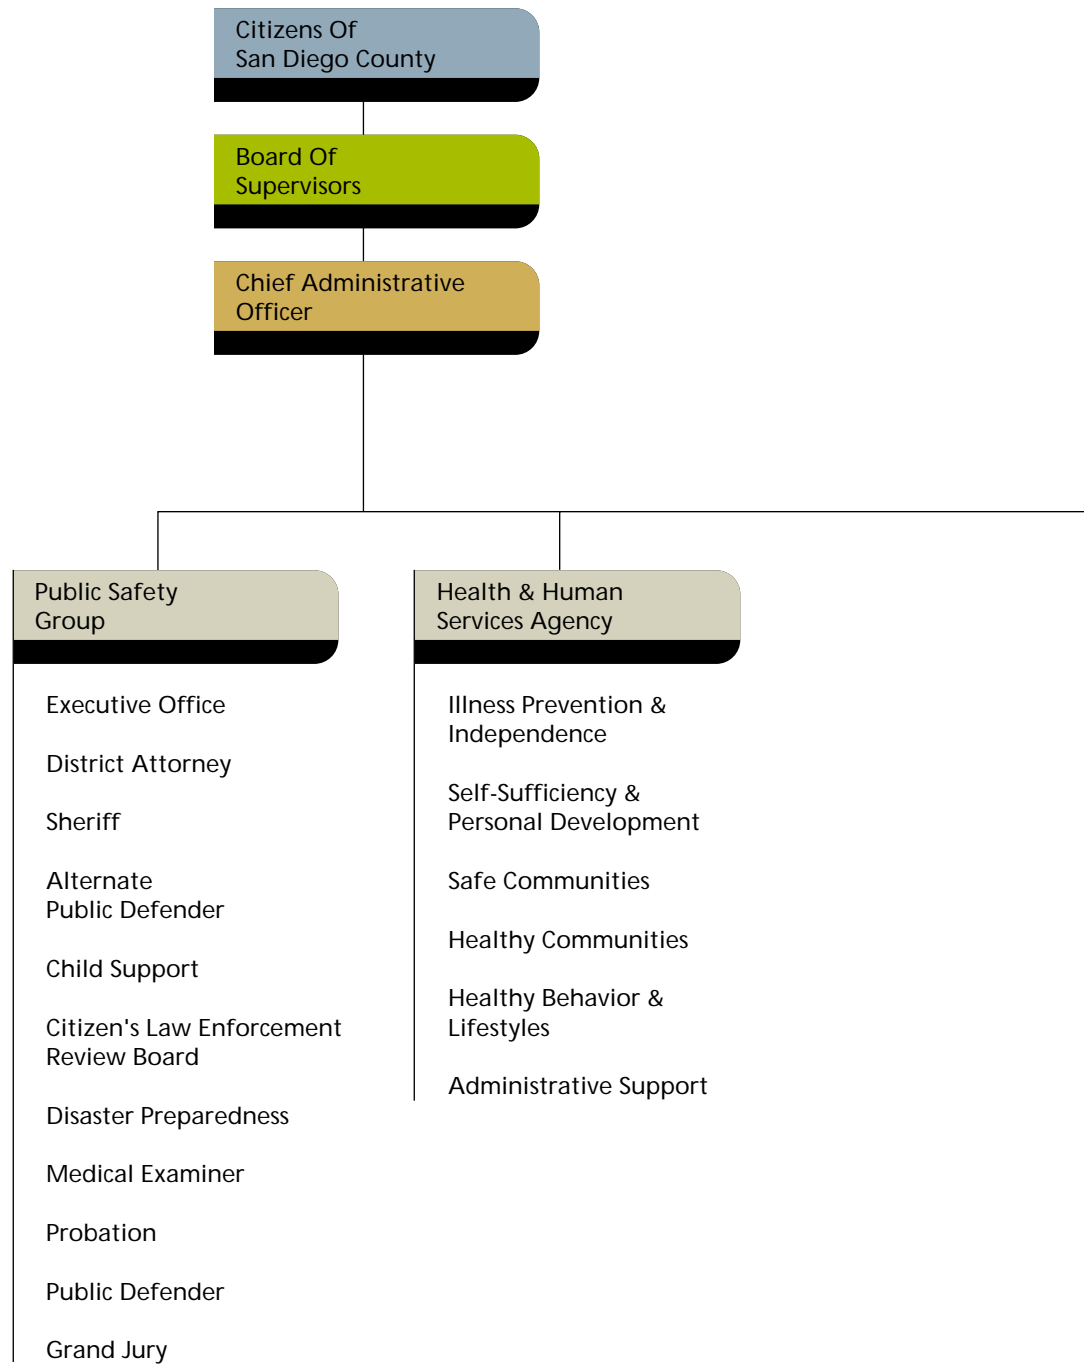 Citizens Of
San Diego County
Board Of
Supervisors
Chief Administrative
Officer
Public Safety
Group
Executive Office
District Attorney
Sheriff
Alternate
Public Defender
Child Support
Citizen's Law Enforcement
Review Board
Disaster Preparedness
Medical Examiner
Probation
Public Defender
Grand Jury
Health & Human
Services Agency
Illness Prevention &
Independence
Self-Sufficiency &
Personal Development
Safe Communities
Healthy Communities
Healthy Behavior &
Lifestyles
Administrative Support